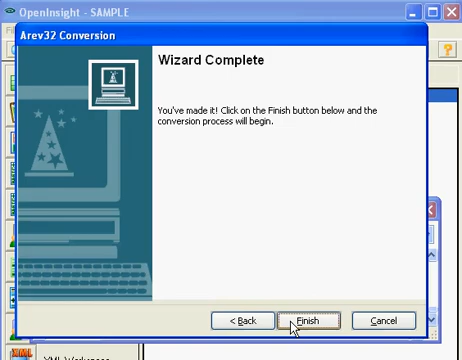 OpenInsight - SAMPLE
Arev32 Conversion
Wizard Complete
You've made it! Click on the Finish button below and the
conversion process will begin.
< Back
Finish
Cancel
XML